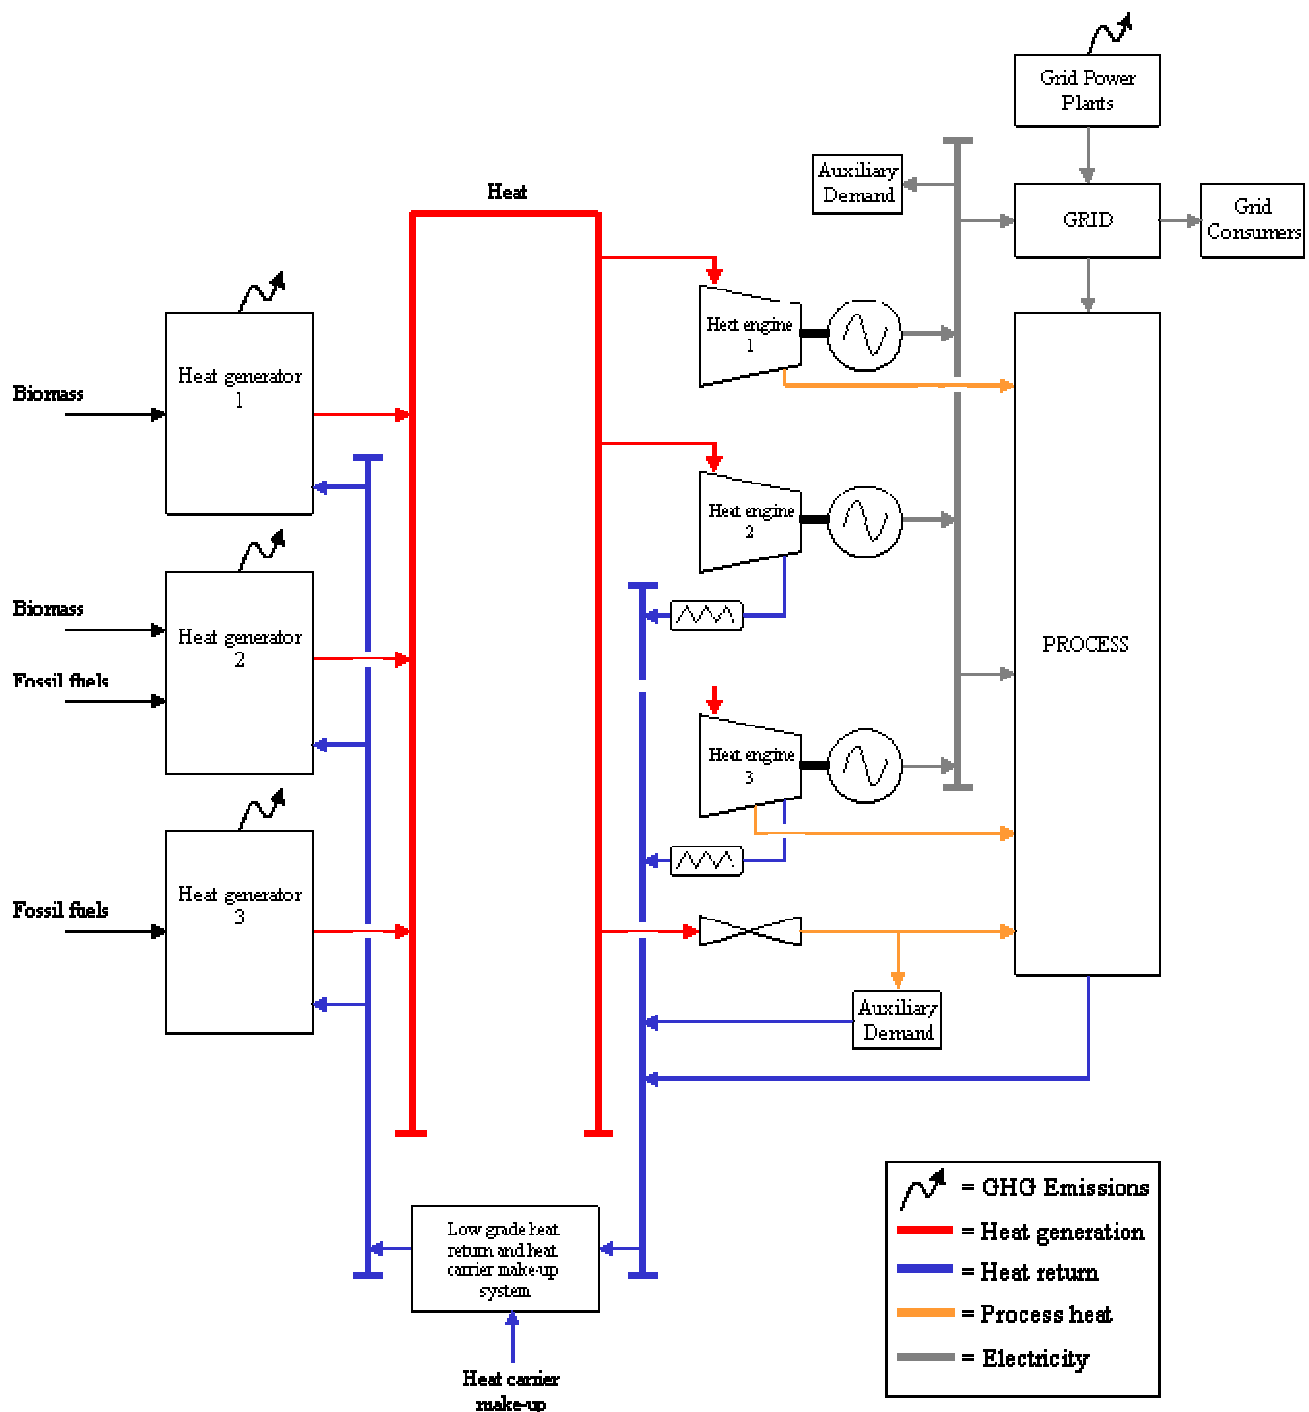 Grid Power
Plants
Auxiliary
Demand
GRID
Grid
Consumers
Heat
Heat engine
1
Heat generator
1
Biomass
Heat engine
2
Biomass
Heat generator
2
Fossil fuels
PROCESS
Heat engine
3
Heat generator
3
Fossil fuels
Auxiliary
Demand
Low grade heat
return and heat
carrier make-up
system
Heat carrier
make-up
= GHG Emissions
= Heat generation
= Heat return
= Process heat
= Electricity